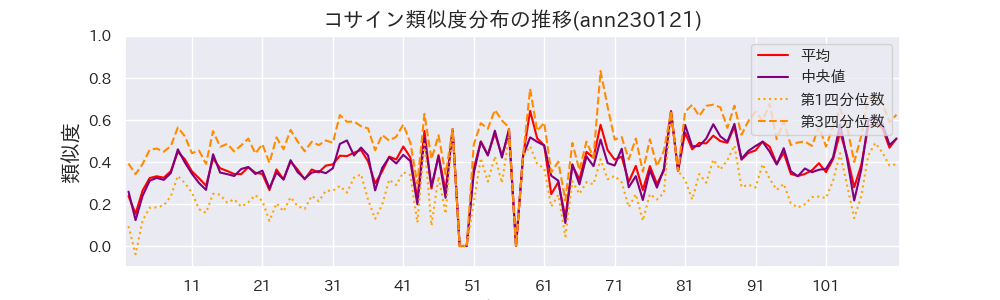 コサイン類似度分布の推移(ann230121)
1.0
0.8
0.6
0.4
0.2
0.0
類似度
平均
中央値
第1四分位数
第3四分位数
11 21 31 41 51 61 71 81 91 101